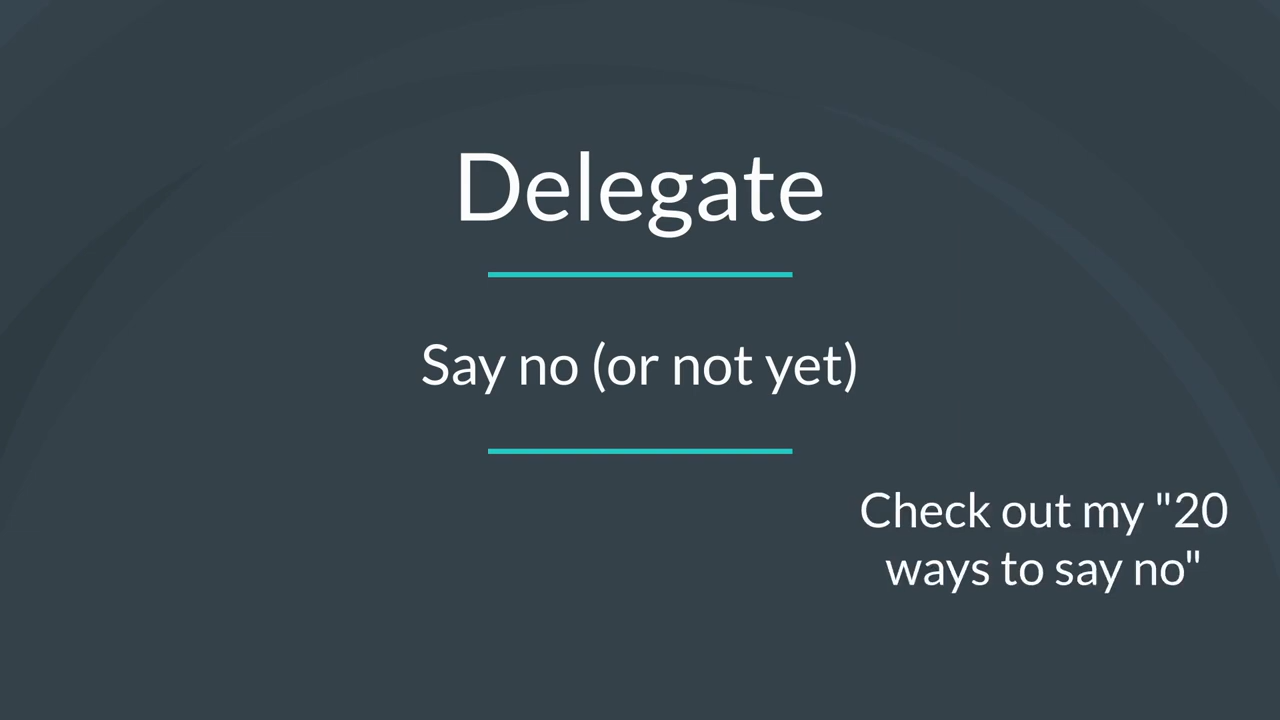 Delegate
Say no (or not yet)
Check out my "20
ways to say no"